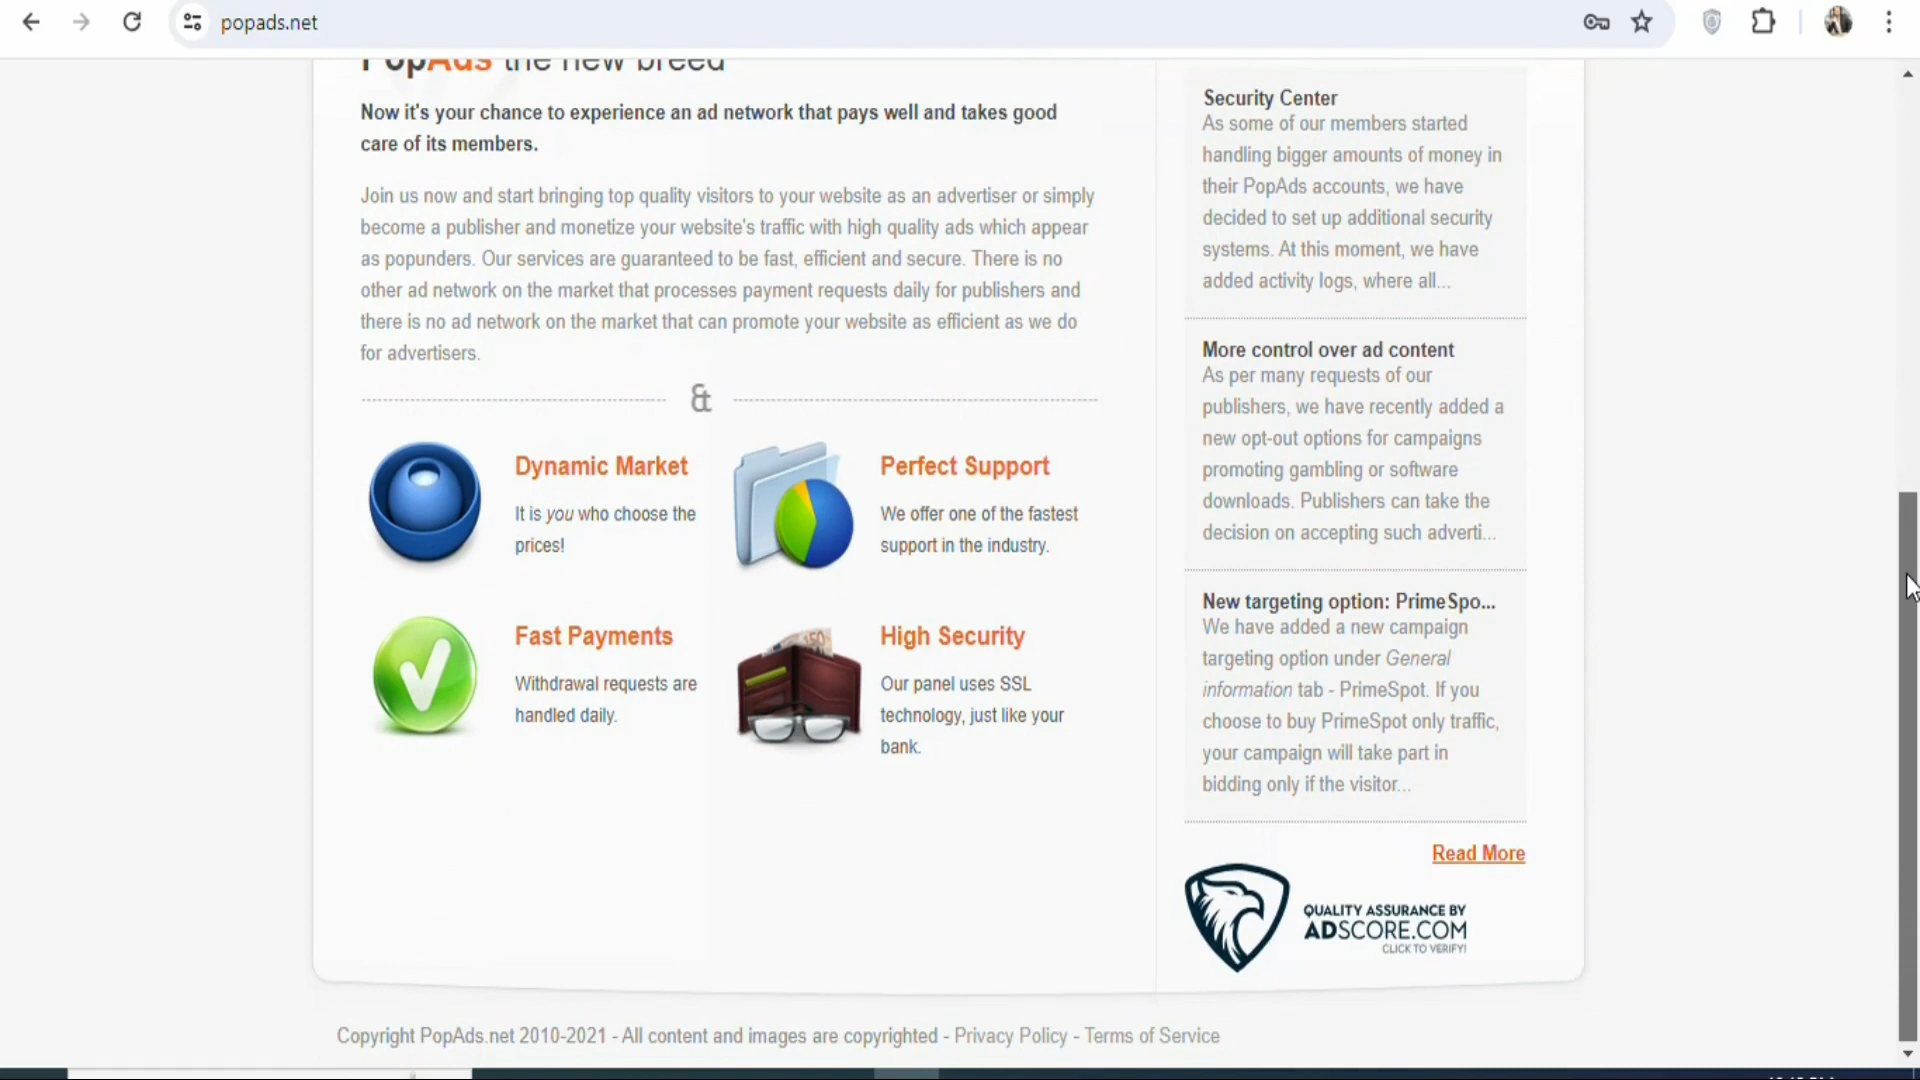 popads.net
PopAds the new breed
Now it's your chance to experience an ad network that pays well and takes good
care of its members.
Join us now and start bringing top quality visitors to your website as an advertiser or simply
become a publisher and monetize your website's traffic with high quality ads which appear
as popunders. Our services are guaranteed to be fast, efficient and secure. There is no
other ad network on the market that processes payment requests daily for publishers and
there is no ad network on the market that can promote your website as efficient as we do
for advertisers.
&
Dynamic Market
It is you who choose the
prices!
Perfect Support
We offer one of the fastest
support in the industry.
Fast Payments
Withdrawal requests are
handled daily.
High Security
Our panel uses SSL
technology, just like your
bank.
Security Center
As some of our members started
handling bigger amounts of money in
their PopAds accounts, we have
decided to set up additional security
systems. At this moment, we have
added activity logs, where all...
More control over ad content
As per many requests of our
publishers, we have recently added a
new opt-out options for campaigns
promoting gambling or software
downloads. Publishers can take the
decision on accepting such adverti...
New targeting option: PrimeSpo...
We have added a new campaign
targeting option under General
information tab - PrimeSpot. If you
choose to buy PrimeSpot only traffic,
your campaign will take part in
bidding only if the visitor...
Read More
QUALITY ASSURANCE BY
ADSCORE.COM
CLICK TO VERIFY!
Copyright PopAds.net 2010-2021 - All content and images are copyrighted - Privacy Policy - Terms of Service